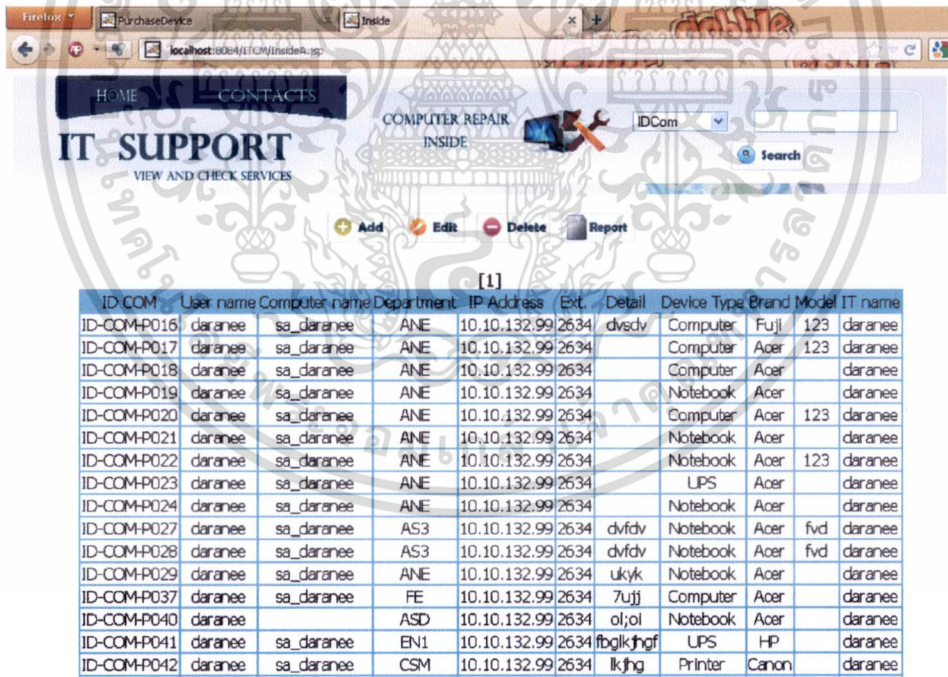 Firefox
PurchaseDevice
Inside
localhost:8084/ITCM/InsideA.jsp
HOME CONTACTS
IT SUPPORT
VIEW AND CHECK SERVICES
COMPUTER REPAIR
INSIDE
IDCom
Search
Add Edit Delete Report
[1]
ID COM User name Computer name Department IP Address Ext. Detail Device Type Brand Model IT name
ID-COM-P016 daranee sa_daranee ANE 10.10.132.99 2634 dvsdv Computer Fuji 123 daranee
ID-COM-P017 daranee sa_daranee ANE 10.10.132.99 2634 Computer Acer 123 daranee
ID-COM-P018 daranee sa_daranee ANE 10.10.132.99 2634 Computer Acer daranee
ID-COM-P019 daranee sa_daranee ANE 10.10.132.99 2634 Notebook Acer daranee
ID-COM-P020 daranee sa_daranee ANE 10.10.132.99 2634 Computer Acer 123 daranee
ID-COM-P021 daranee sa_daranee ANE 10.10.132.99 2634 Notebook Acer daranee
ID-COM-P022 daranee sa_daranee ANE 10.10.132.99 2634 Notebook Acer 123 daranee
ID-COM-P023 daranee sa_daranee ANE 10.10.132.99 2634 UPS Acer daranee
ID-COM-P024 daranee sa_daranee ANE 10.10.132.99 2634 Notebook Acer daranee
ID-COM-P027 daranee sa_daranee AS3 10.10.132.99 2634 dvfdv Notebook Acer fvd daranee
ID-COM-P028 daranee sa_daranee AS3 10.10.132.99 2634 dvfdv Notebook Acer fvd daranee
ID-COM-P029 daranee sa_daranee ANE 10.10.132.99 2634 ukyk Notebook Acer daranee
ID-COM-P037 daranee sa_daranee FE 10.10.132.99 2634 7ujj Computer Acer daranee
ID-COM-P040 daranee ASD 10.10.132.99 2634 ol;oi Notebook Acer daranee
ID-COM-P041 daranee sa_daranee EN1 10.10.132.99 2634 fbglkjhgf UPS HP daranee
ID-COM-P042 daranee sa_daranee CSM 10.10.132.99 2634 lkjhg Printer Canon daranee